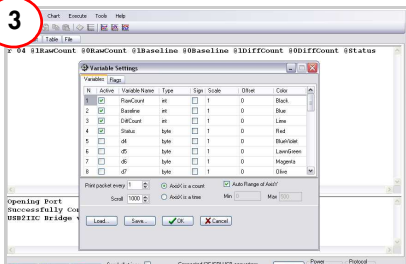 3
Chart Execute Tools Help
Table File...
r 04 @1RawCount @0RawCount @1Baseline @0Baseline @1DiffCount @0DiffCount @Status
Variable Settings
Variables Flags
N Active Variable Name Type Sign Scale Offset Color
1 RawCount int 1 0 Black
2 Baseline int 1 0 Blue
3 DiffCount int 1 0 Lime
4 Status byte 1 0 Red
5 d4 byte 1 0 BlueViolet
6 d5 byte 1 0 LawnGreen
7 d6 byte 1 0 Magenta
8 d7 byte 1 0 Olive
Print packet every 1 AxisX is a count Auto Range of AxisY
Scroll 1000 AxisX is a time Min 0 Max
Load... Save... OK Cancel
Opening Port
Successfully Co
USB2IIC Bridge
Power Protocol